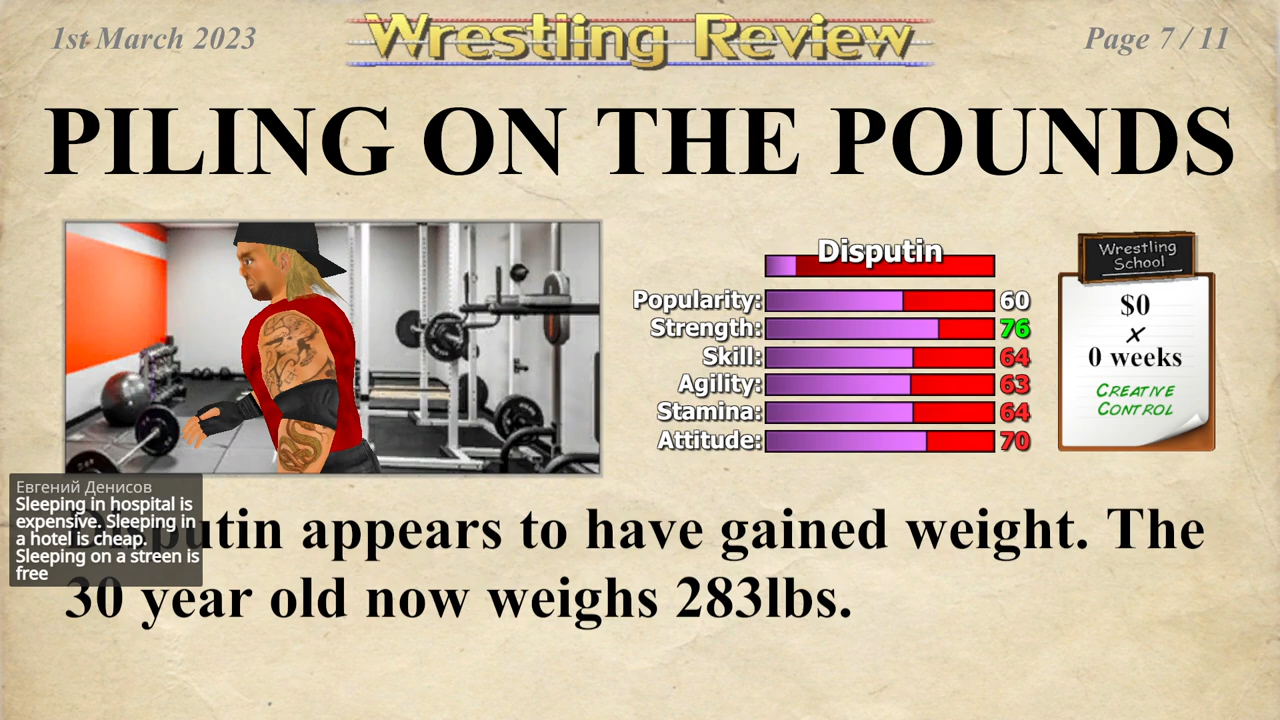 1st March 2023
Wrestling Review
Page 7 / 11
PILING ON THE POUNDS
Disputin
Popularity: 60
Strength: 76
Skill: 64
Agility: 63
Stamina: 64
Attitude: 70
Wrestling
School
$0
x
0 weeks
CREATIVE
CONTROL
Disputin appears to have gained weight. The
30 year old now weighs 283lbs.
Евгений Денисов
Sleeping in hospital is
expensive. Sleeping in
a hotel is cheap.
Sleeping on a streen is
free